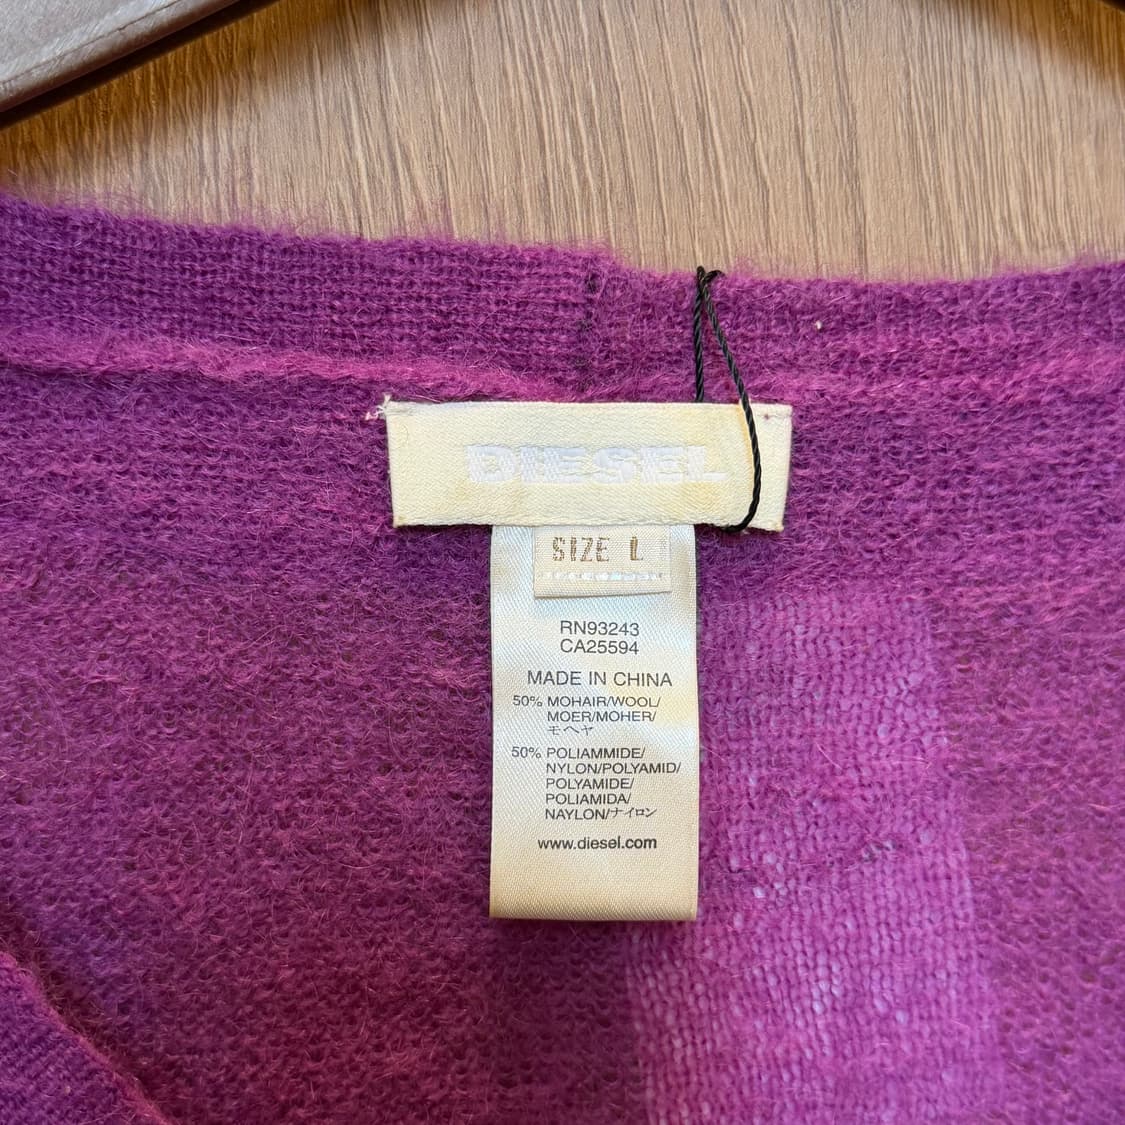 DIESEL
SIZE L
RN93243
CA25594
MADE IN CHINA
50% MOHAIR/WOOL/
MOER/MOHER/
モヘヤ
50% POLIAMMIDE/
NYLON/POLYAMID/
POLYAMIDE/
POLIAMIDA/
NAYLON/ナイロン
www.diesel.com